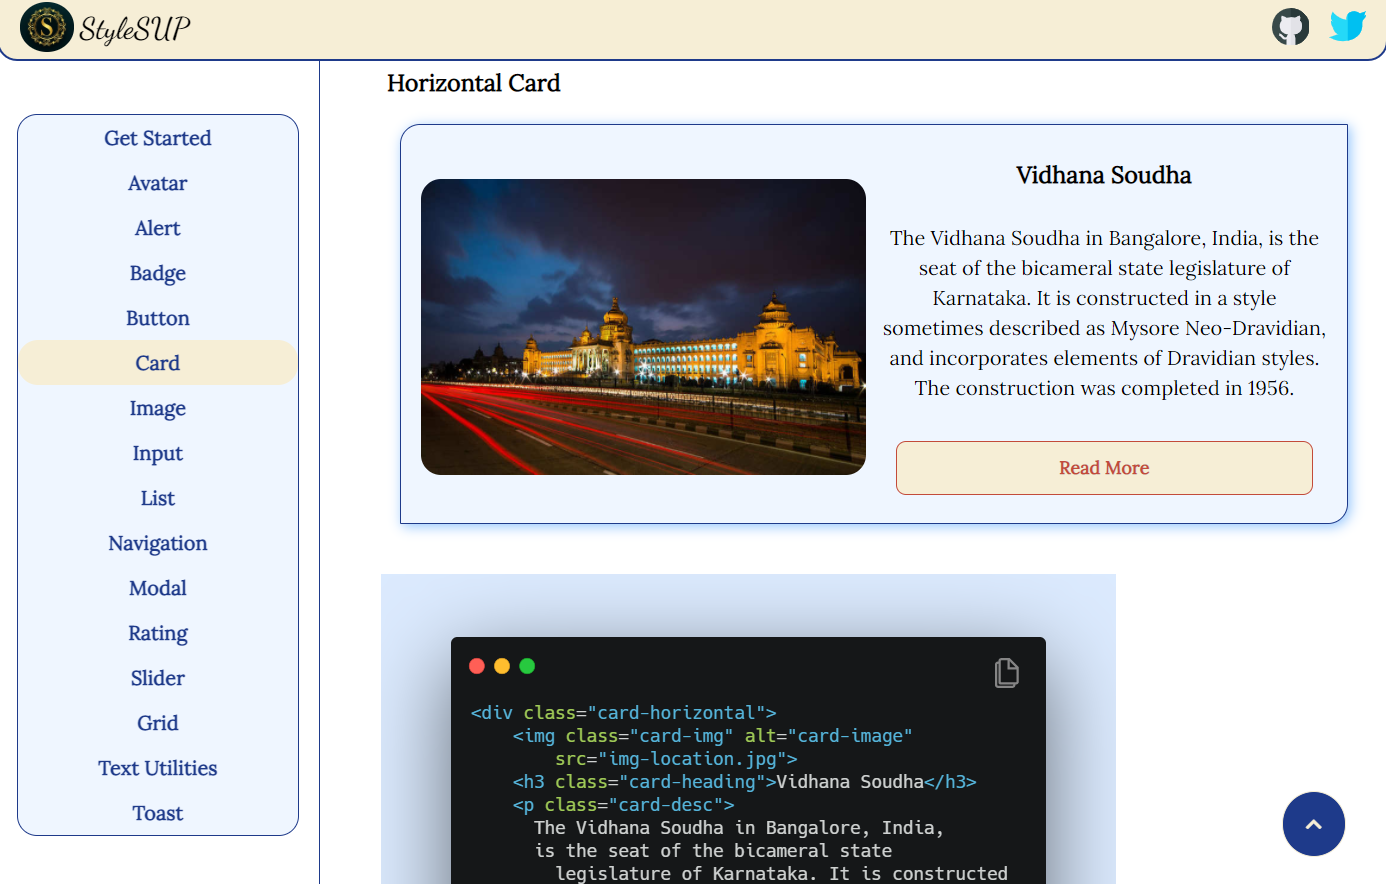 StyleSUP
Get Started
Avatar
Alert
Badge
Button
Card
Image
Input
List
Navigation
Modal
Rating
Slider
Grid
Text Utilities
Toast
Horizontal Card
Vidhana Soudha
The Vidhana Soudha in Bangalore, India, is the
seat of the bicameral state legislature of
Karnataka. It is constructed in a style
sometimes described as Mysore Neo-Dravidian,
and incorporates elements of Dravidian styles.
The construction was completed in 1956.
Read More
<div class="card-horizontal">
<img class="card-img" alt="card-image"
src="img-location.jpg">
<h3 class="card-heading">Vidhana Soudha</h3>
<p class="card-desc">
The Vidhana Soudha in Bangalore, India,
is the seat of the bicameral state
legislature of Karnataka. It is constructed